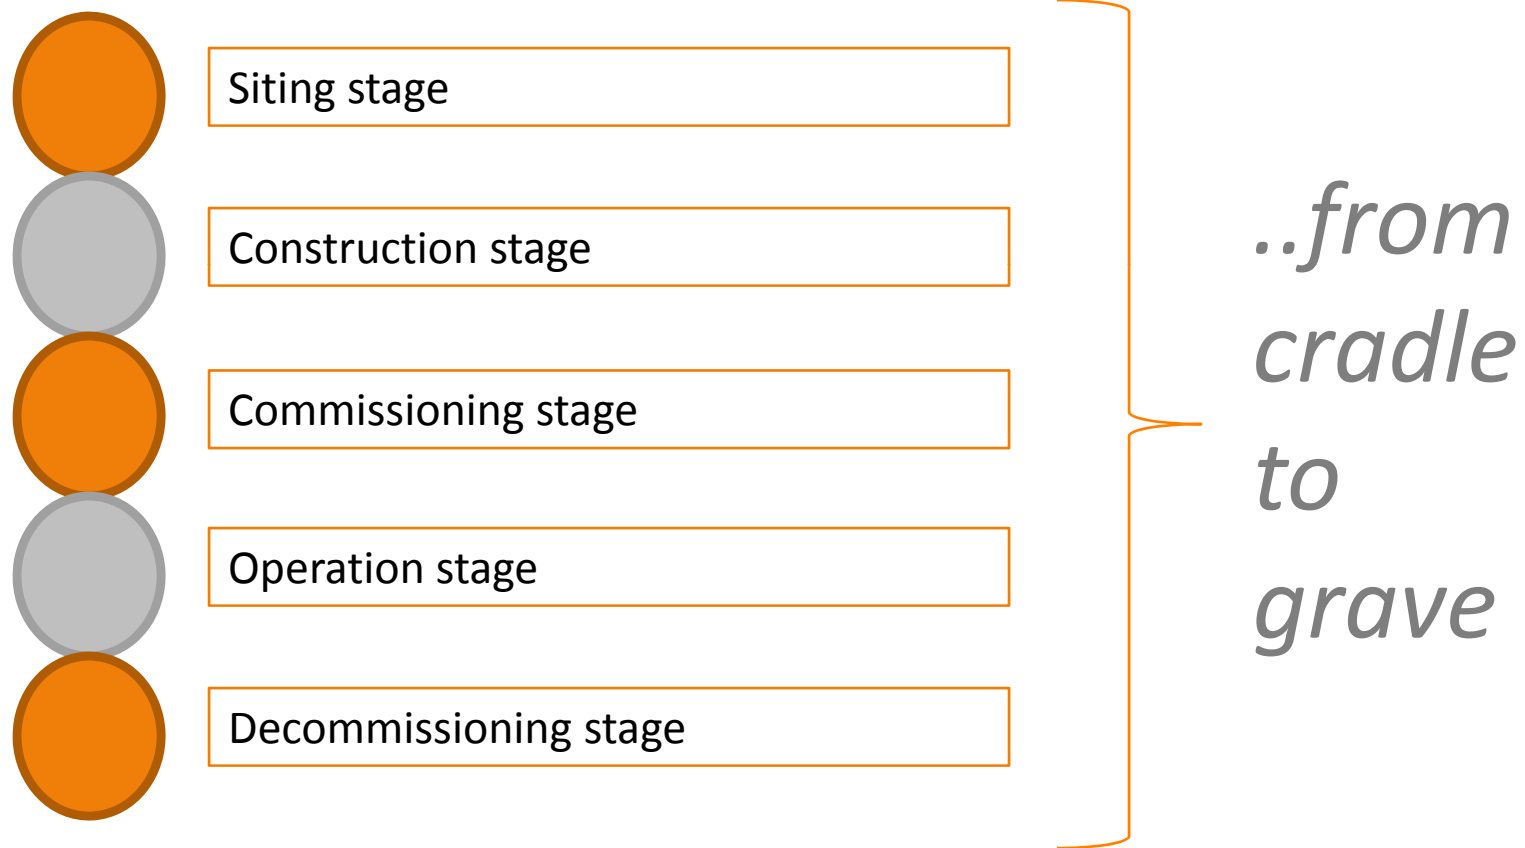 Siting stage
Construction stage
Commissioning stage
Operation stage
Decommissioning stage
..from
cradle
to
grave